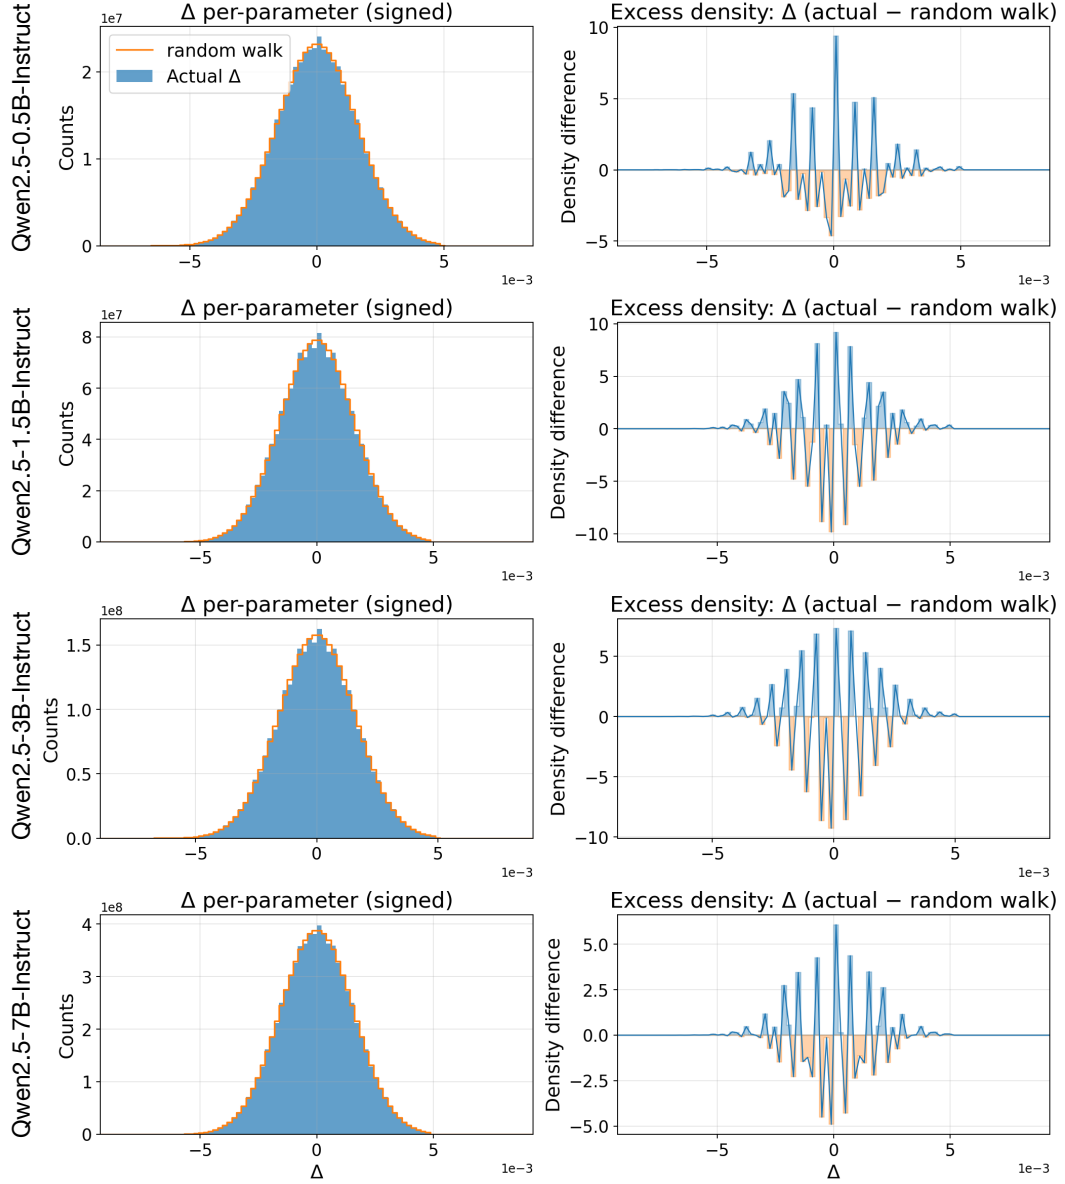 Qwen2.5-0.5B-Instruct
Δ per-parameter (signed)
1e7
random walk
Actual Δ
Counts
2
1
0
−5 0 5
1e−3
Excess density: Δ (actual − random walk)
Density difference
10
5
0
−5
−5 0 5
1e−3
Qwen2.5-1.5B-Instruct
Δ per-parameter (signed)
1e7
Counts
8
6
4
2
0
−5 0 5
1e−3
Excess density: Δ (actual − random walk)
Density difference
10
5
0
−5
−10
−5 0 5
1e−3
Qwen2.5-3B-Instruct
Δ per-parameter (signed)
1e8
Counts
1.5
1.0
0.5
0.0
−5 0 5
1e−3
Excess density: Δ (actual − random walk)
Density difference
5
0
−5
−10
−5 0 5
1e−3
Qwen2.5-7B-Instruct
Δ per-parameter (signed)
1e8
Counts
4
3
2
1
0
−5 0 5
1e−3
Δ
Excess density: Δ (actual − random walk)
Density difference
5.0
2.5
0.0
−2.5
−5.0
−5 0 5
1e−3
Δ